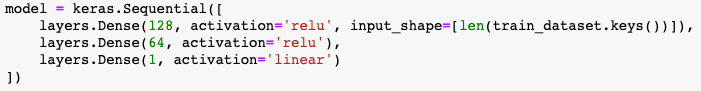 model = keras.Sequential([
    layers.Dense(128, activation='relu', input_shape=[len(train_dataset.keys())]),
    layers.Dense(64, activation='relu'),
    layers.Dense(1, activation='linear')
])